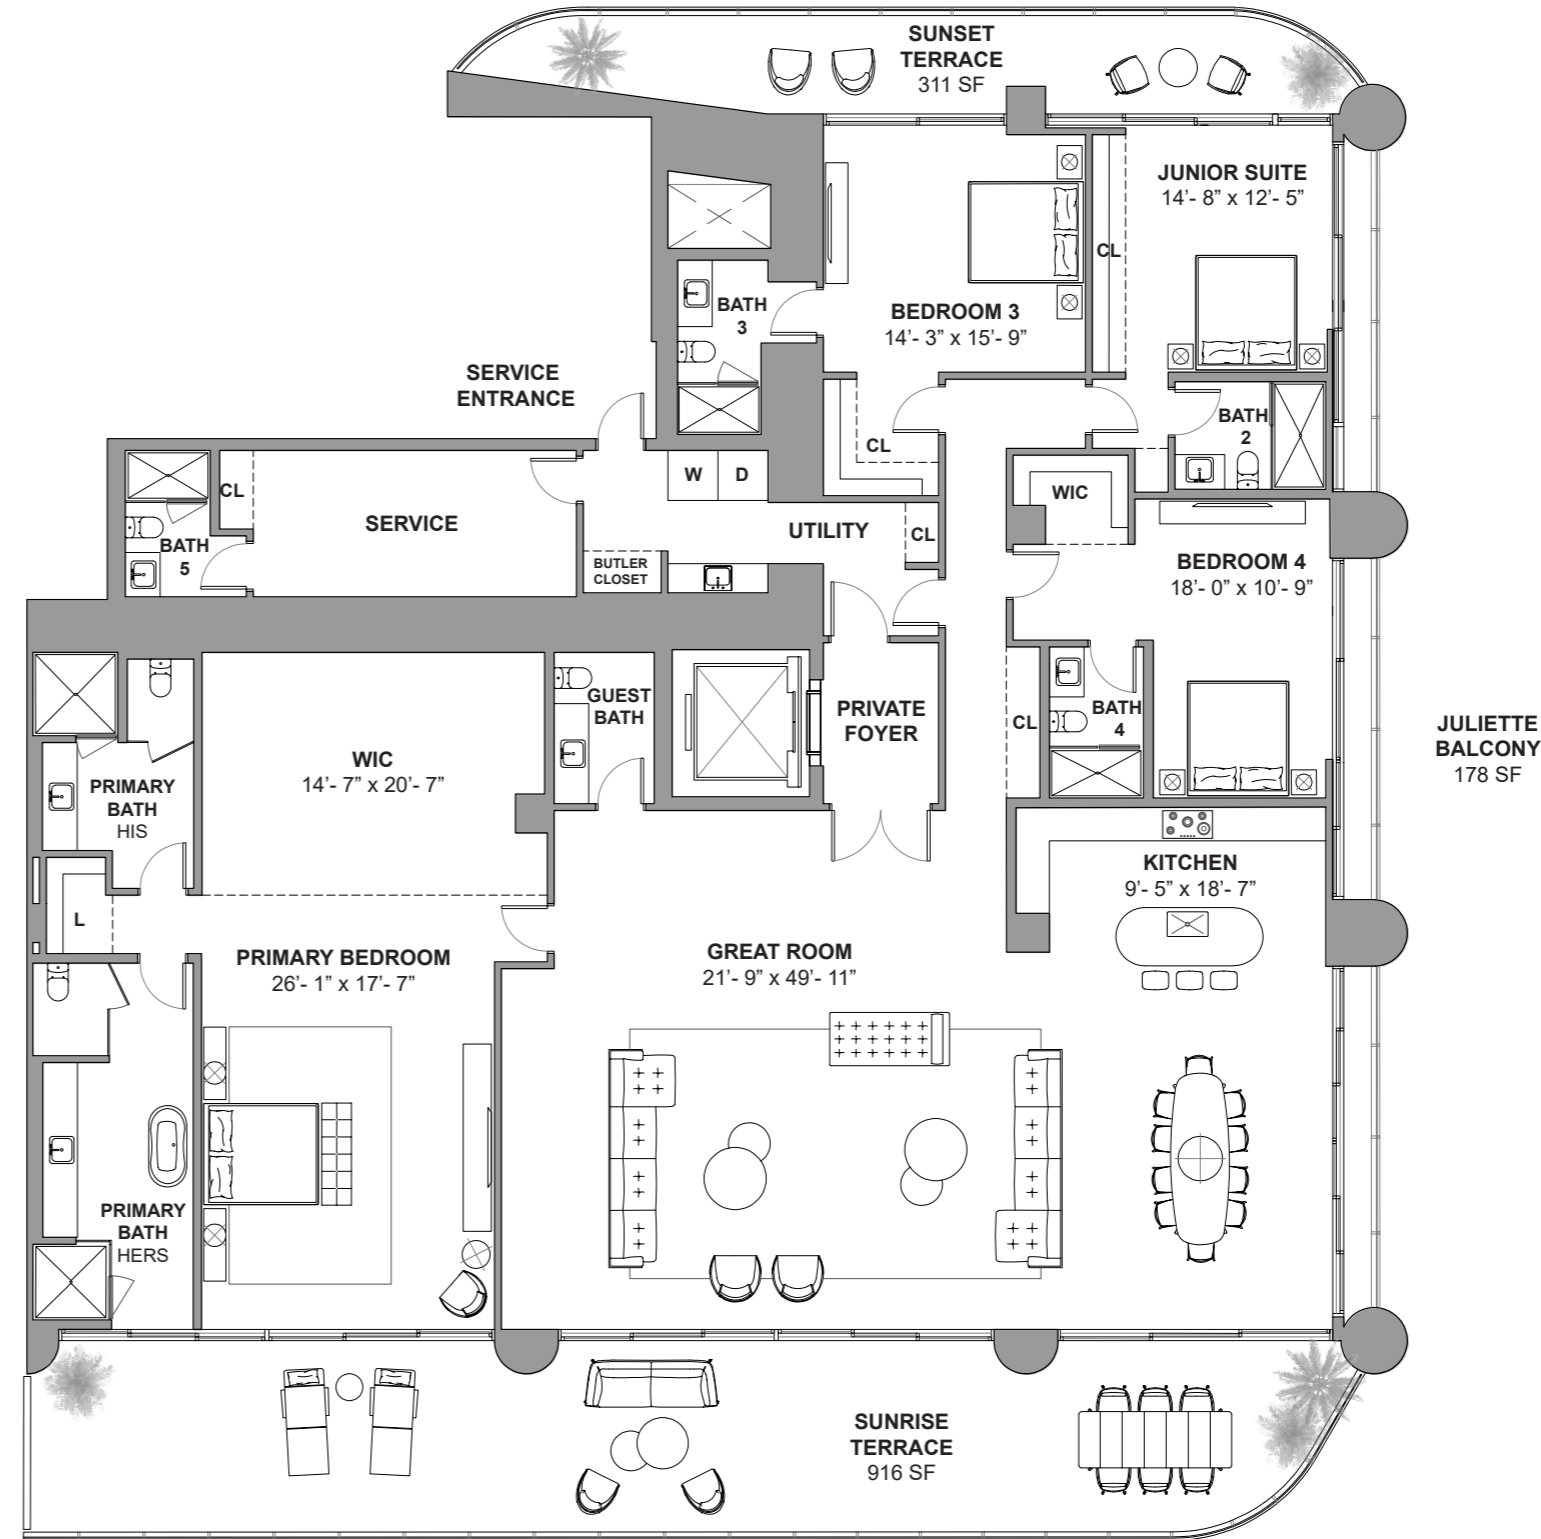 SUNSET
TERRACE
311 SF
JUNIOR SUITE
14’- 8” x 12’- 5”
CL
BATH
3
BEDROOM 3
14’- 3” x 15’- 9”
SERVICE
ENTRANCE
BATH
2
CL
W D
WIC
CL
SERVICE
UTILITY
CL
BATH
5
BUTLER
CLOSET
BEDROOM 4
18’- 0” x 10’- 9”
GUEST
BATH
PRIVATE
FOYER
CL
BATH
4
JULIETTE
BALCONY
178 SF
WIC
14’- 7” x 20’- 7”
PRIMARY
BATH
HIS
KITCHEN
9’- 5” x 18’- 7”
L
PRIMARY BEDROOM
26’- 1” x 17’- 7”
GREAT ROOM
21’- 9” x 49’- 11”
PRIMARY
BATH
HERS
SUNRISE
TERRACE
916 SF